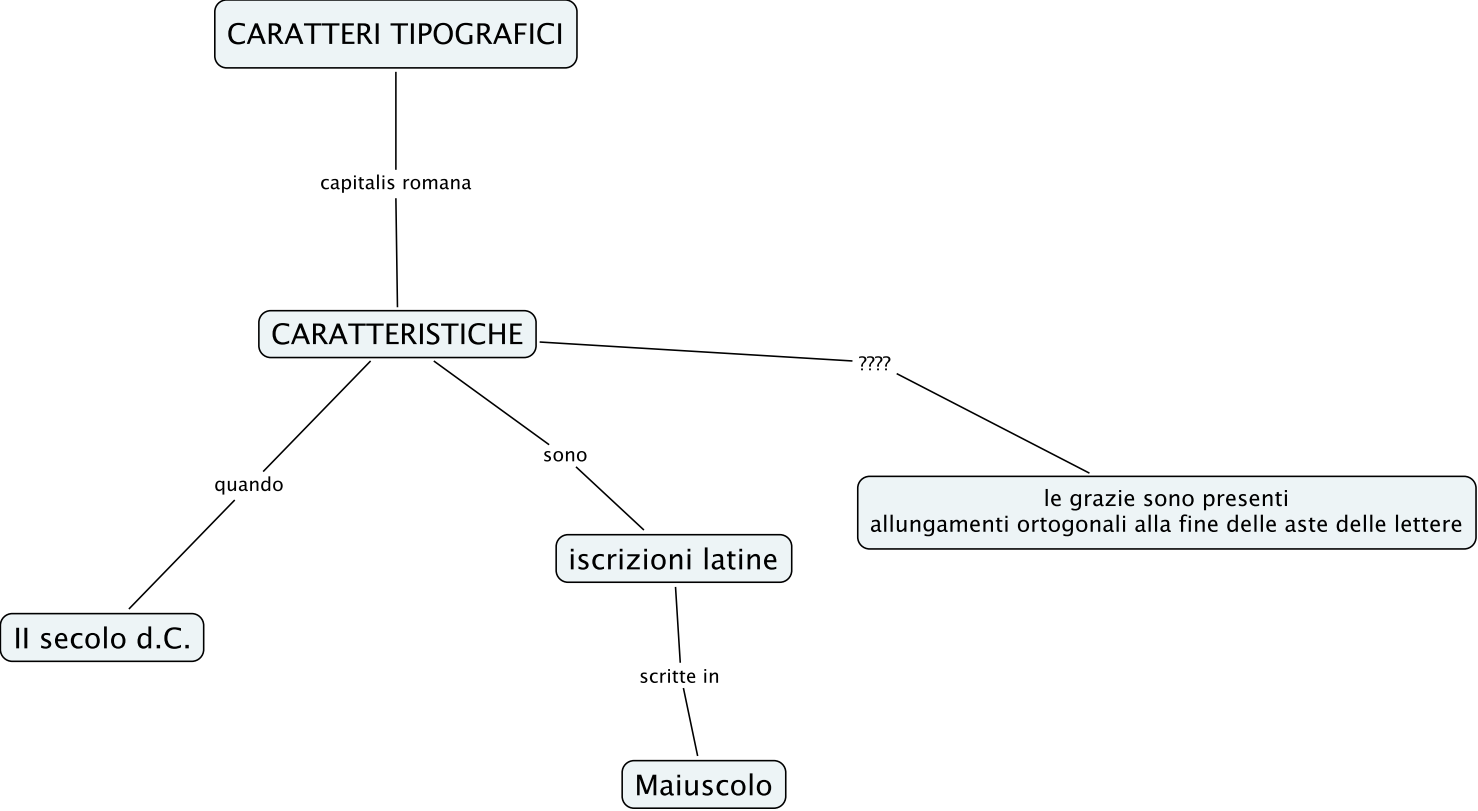 CARATTERI TIPOGRAFICI
capitalis romana
CARATTERISTICHE
????
sono
quando
le grazie sono presenti
allungamenti ortogonali alla fine delle aste delle lettere
iscrizioni latine
II secolo d.C.
scritte in
Maiuscolo